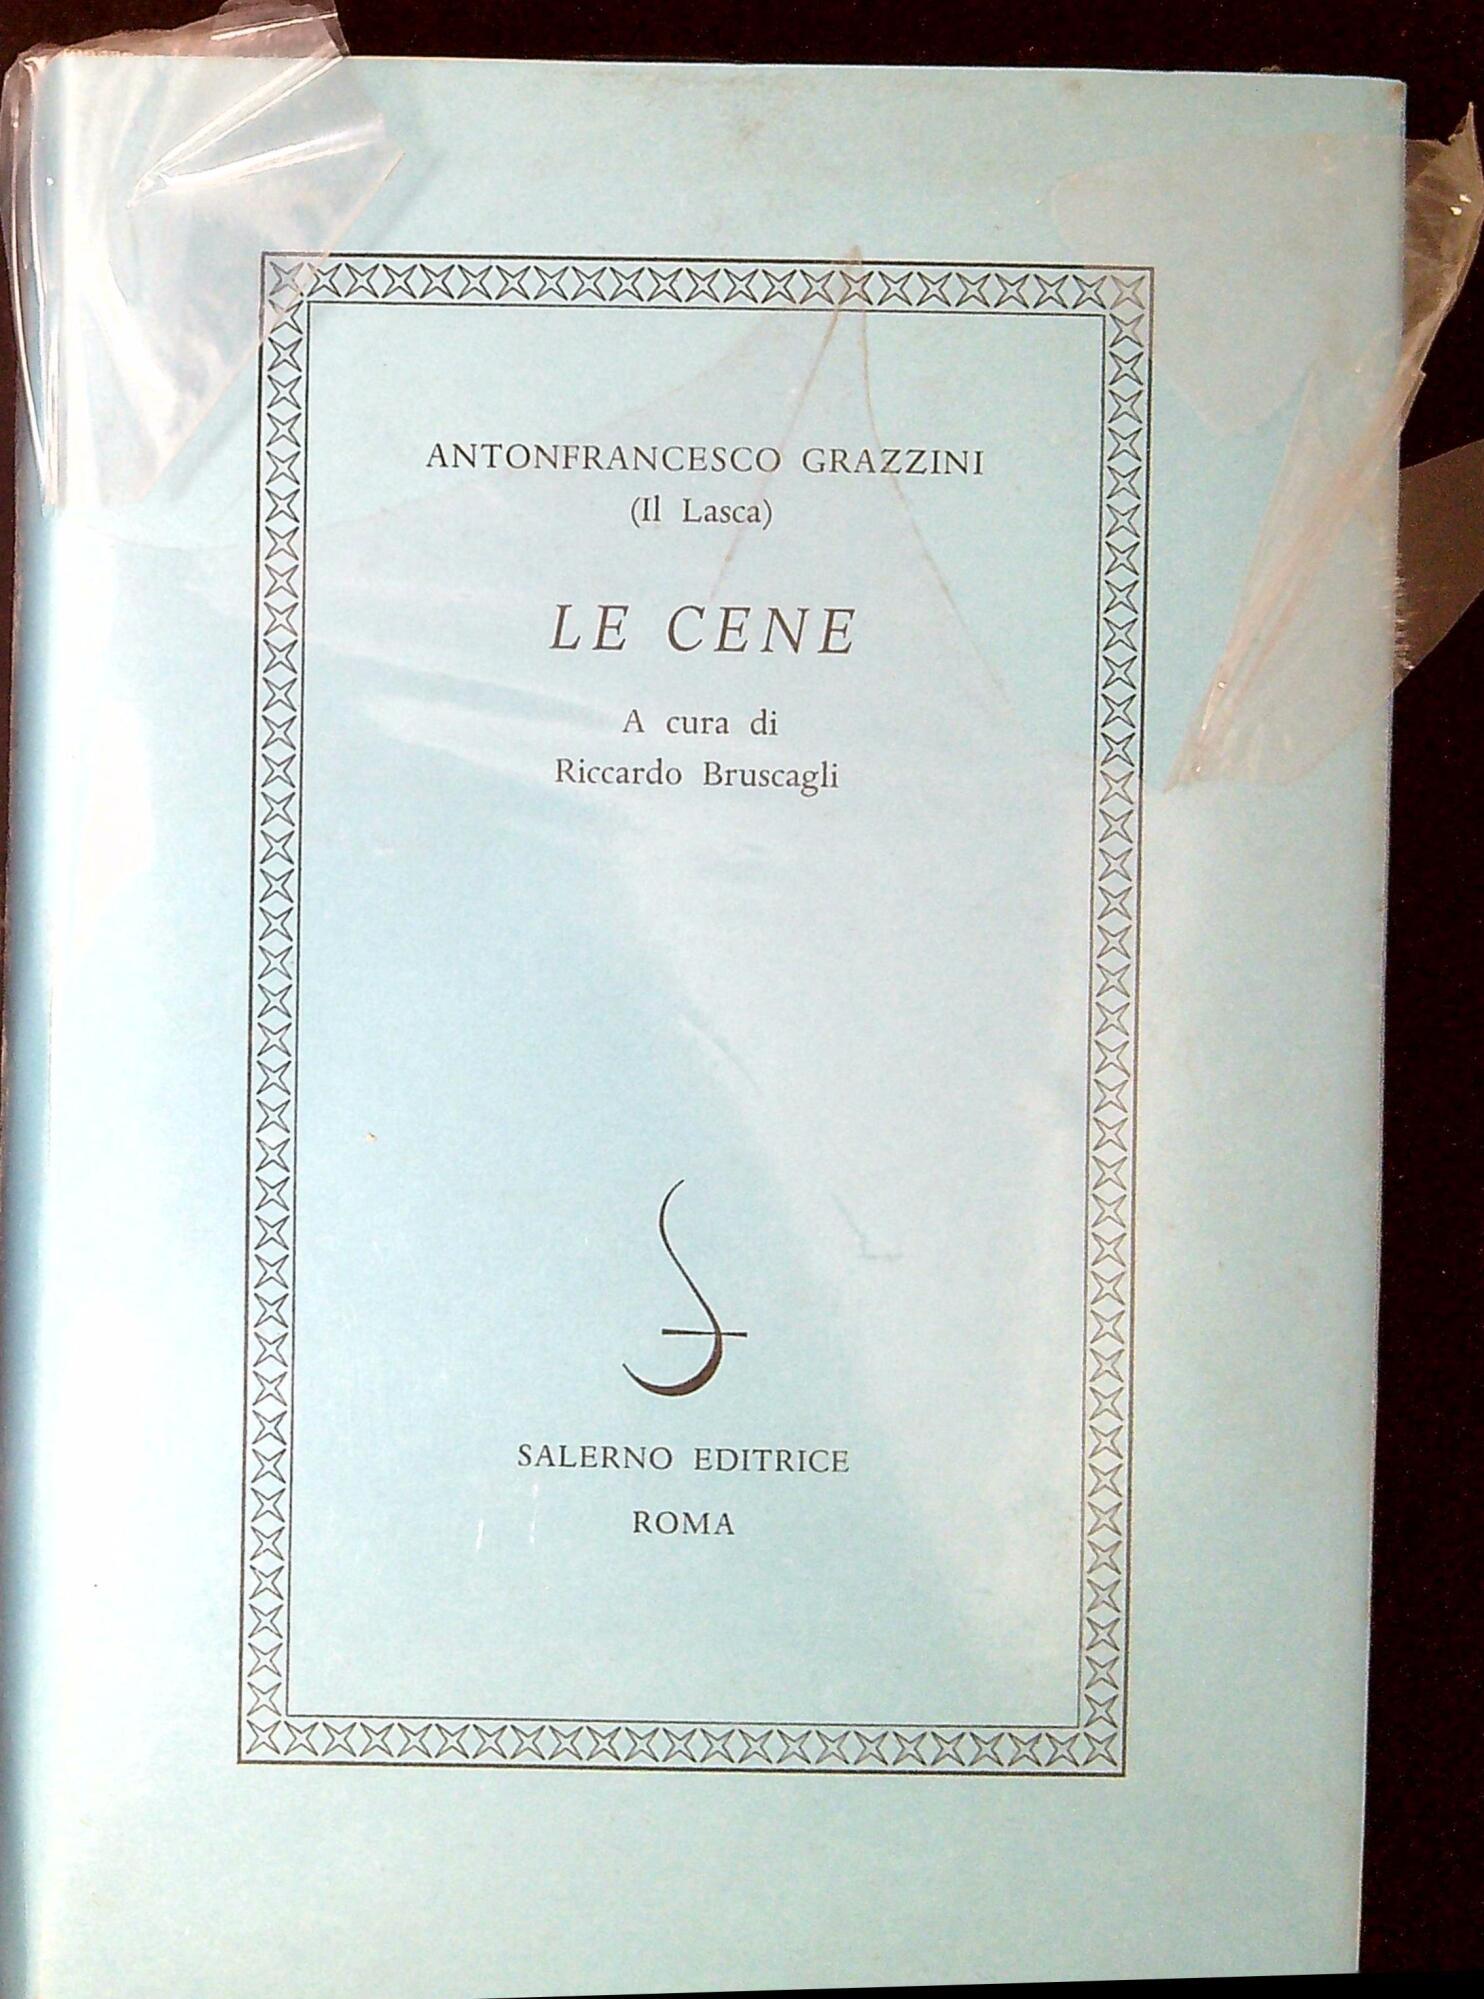 ANTONFRANCESCO GRAZZINI
(Il Lasca)
LE CENE
A cura di
Riccardo Bruscagli
SALERNO EDITRICE
ROMA